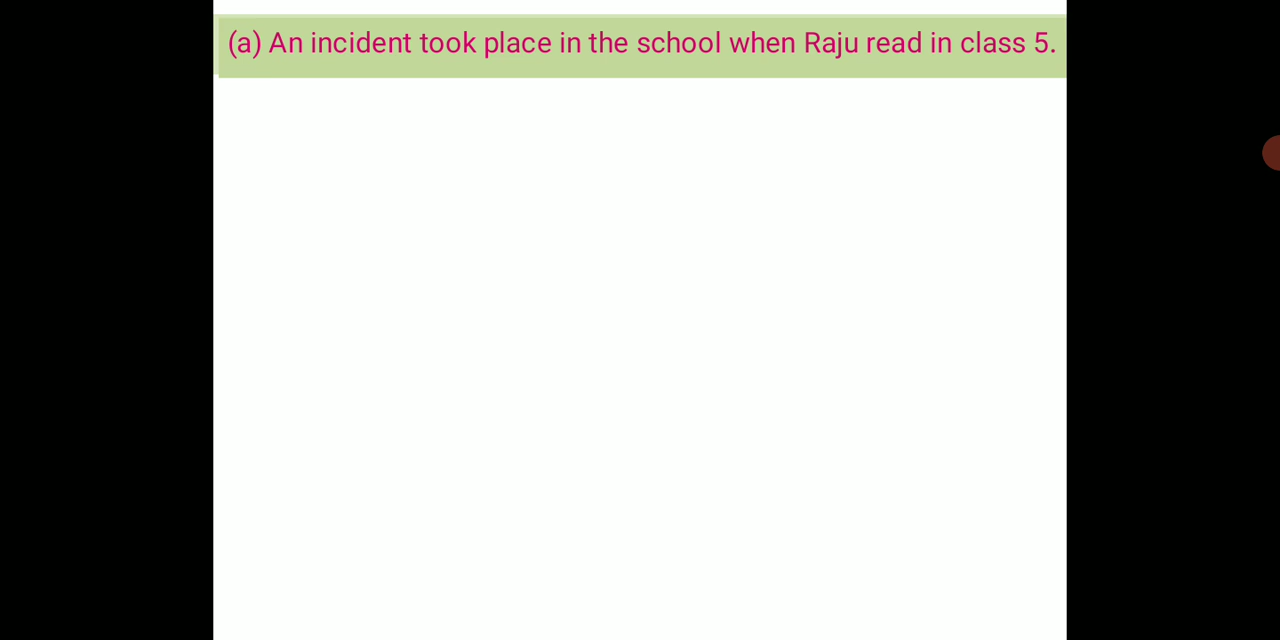 (a) An incident took place in the school when Raju read in class 5.